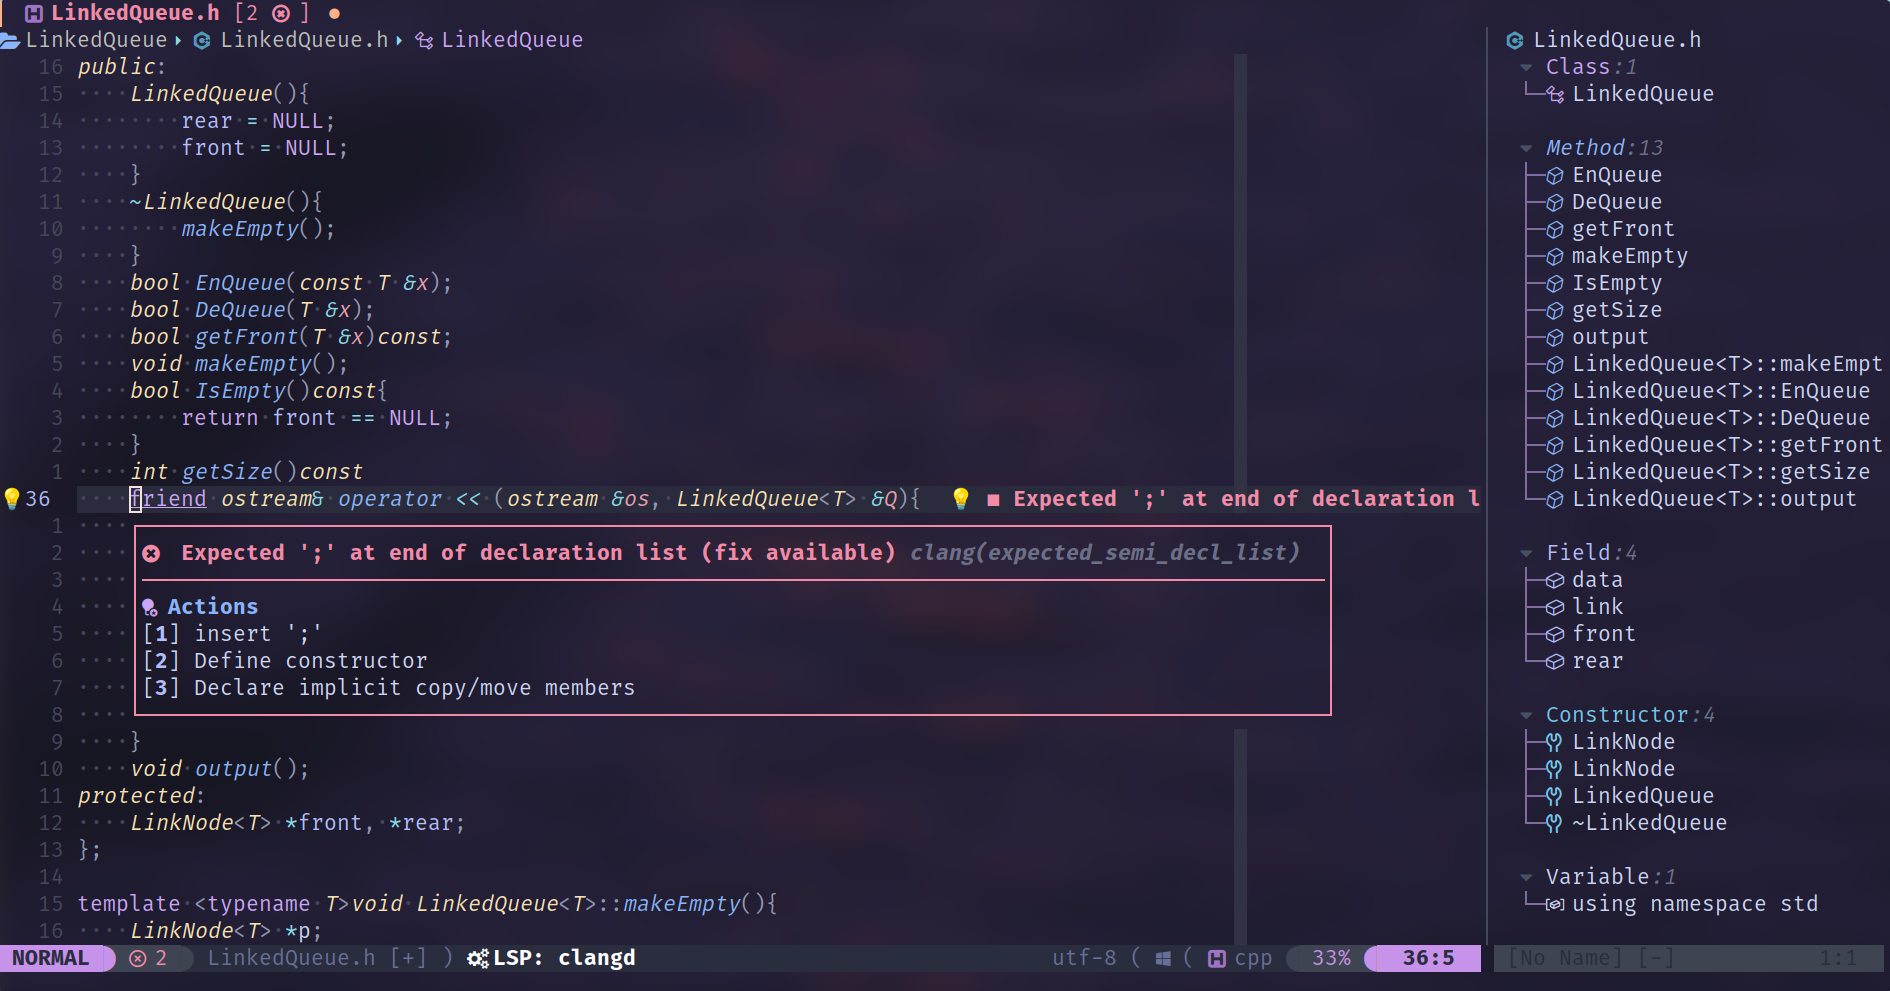 LinkedQueue.h [2 ] ●
LinkedQueue LinkedQueue.h LinkedQueue
16 public:
15 ····LinkedQueue(){
14 ········rear·=·NULL;
13 ········front·=·NULL;
12 ····}
11 ····~LinkedQueue(){
10 ········makeEmpty();
9 ····}
8 ····bool·EnQueue(const·T·&x);
7 ····bool·DeQueue(T·&x);
6 ····bool·getFront(T·&x)const;
5 ····void·makeEmpty();
4 ····bool·IsEmpty()const{
3 ········return·front·==·NULL;
2 ····}
1 ····int·getSize()const
36 ····friend·ostream&·operator·<<·(ostream·&os,·LinkedQueue<T>·&Q){ ■ Expected ';' at end of declaration l
1 ····
2 ···· Expected ';' at end of declaration list (fix available) clang(expected_semi_decl_list)
3 ····
4 ···· Actions
5 ···· [1] insert ';'
6 ···· [2] Define constructor
7 ···· [3] Declare implicit copy/move members
8 ····
9 ····}
10 ····void·output();
11 protected:
12 ····LinkNode<T>·*front,·*rear;
13 };
14
15 template·<typename·T>void·LinkedQueue<T>::makeEmpty(){
16 ····LinkNode<T>·*p;
NORMAL 2 LinkedQueue.h [+] ) LSP: clangd utf-8 ( ( cpp 33% 36:5
LinkedQueue.h
Class:1
LinkedQueue
Method:13
EnQueue
DeQueue
getFront
makeEmpty
IsEmpty
getSize
output
LinkedQueue<T>::makeEmpt
LinkedQueue<T>::EnQueue
LinkedQueue<T>::DeQueue
LinkedQueue<T>::getFront
LinkedQueue<T>::getSize
LinkedQueue<T>::output
Field:4
data
link
front
rear
Constructor:4
LinkNode
LinkNode
LinkedQueue
~LinkedQueue
Variable:1
using namespace std
[No Name] [-] 1:1